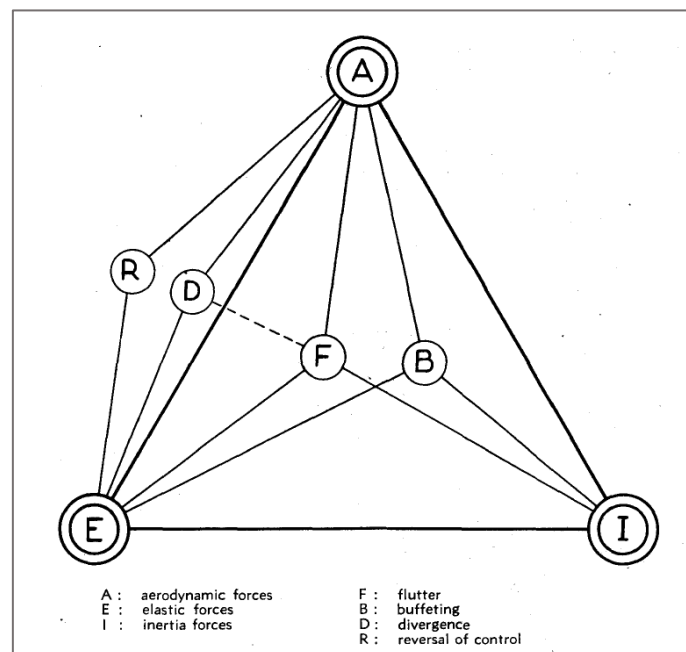 A
R
D
F
B
E
I
A : aerodynamic forces
E : elastic forces
I : inertia forces
F : flutter
B : buffeting
D : divergence
R : reversal of control